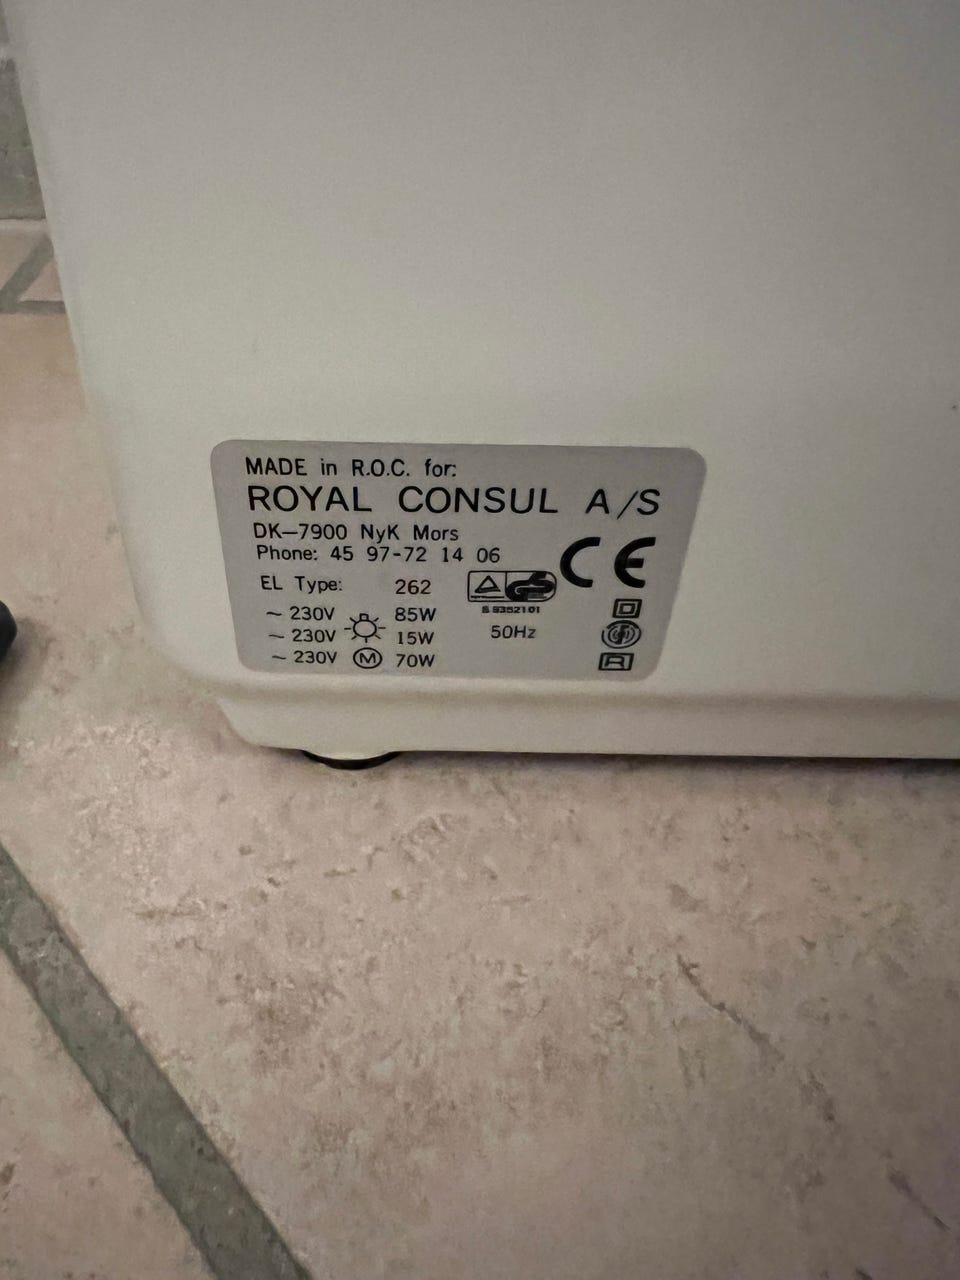 MADE in R.O.C. for:
ROYAL CONSUL A/S
DK-7900 NyK Mors
Phone: 45 97-72 14 06
EL Type: 262
~ 230V 85W
~ 230V 15W 50Hz
~ 230V M 70W
S 9352101
CE
R